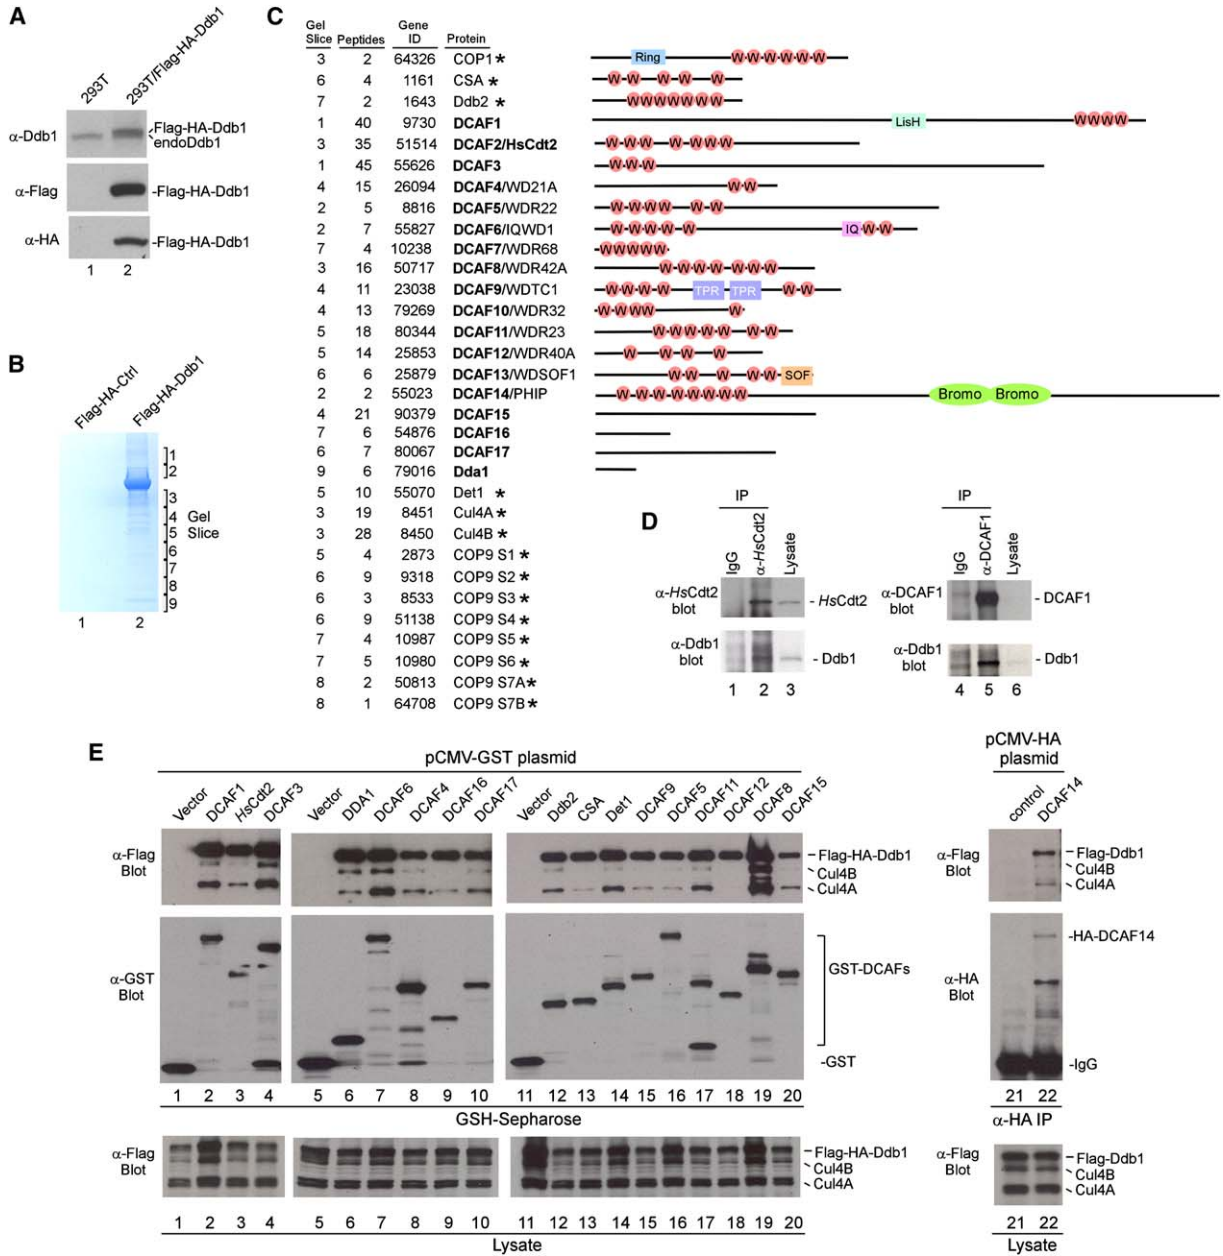 A
293T
293T/Flag-HA-Ddb1
α-Ddb1
Flag-HA-Ddb1
endoDdb1
α-Flag
-Flag-HA-Ddb1
α-HA
-Flag-HA-Ddb1
1 2
B
Flag-HA-Ctrl
Flag-HA-Ddb1
1
2
3
4
5
6
7
8
9
Gel
Slice
1 2
C
Gel Slice Peptides Gene ID Protein
3 2 64326 COP1 * Ring W W W W W W
6 4 1161 CSA * W W W W W
7 2 1643 Ddb2 * W W W W W W W
1 40 9730 DCAF1 LisH W W W W
3 35 51514 DCAF2/HsCdt2 W W W W W W W
1 45 55626 DCAF3 W W W
4 15 26094 DCAF4/WD21A W W
2 5 8816 DCAF5/WDR22 W W W W W W
2 7 55827 DCAF6/IQWD1 W W W W W IQ W W
7 4 10238 DCAF7/WDR68 W W W W W
3 16 50717 DCAF8/WDR42A W W W W W W W
4 11 23038 DCAF9/WDTC1 W W W W TPR TPR W W
4 13 79269 DCAF10/WDR32 W W W W W
5 18 80344 DCAF11/WDR23 W W W W W W W
5 14 25853 DCAF12/WDR40A W W W W
6 6 25879 DCAF13/WDSOF1 W W W W W SOF
2 2 55023 DCAF14/PHIP W W W W W W W W Bromo Bromo
4 21 90379 DCAF15
7 6 54876 DCAF16
6 7 80067 DCAF17
9 6 79016 Dda1
5 10 55070 Det1 *
3 19 8451 Cul4A *
3 28 8450 Cul4B *
5 4 2873 COP9 S1 *
6 9 9318 COP9 S2 *
6 3 8533 COP9 S3 *
6 9 51138 COP9 S4 *
7 4 10987 COP9 S5 *
7 5 10980 COP9 S6 *
8 2 50813 COP9 S7A *
8 1 64708 COP9 S7B *
D
IP
IgG
α-HsCdt2
Lysate
α-HsCdt2
blot
- HsCdt2
α-Ddb1
blot
- Ddb1
1 2 3
IP
IgG
α-DCAF1
Lysate
α-DCAF1
blot
- DCAF1
α-Ddb1
blot
- Ddb1
4 5 6
E
pCMV-GST plasmid
Vector DCAF1 HsCdt2 DCAF3 Vector DDA1 DCAF6 DCAF4 DCAF16 DCAF17 Vector Ddb2 CSA Det1 DCAF9 DCAF5 DCAF11 DCAF12 DCAF8 DCAF15
α-Flag
Blot
Flag-HA-Ddb1
Cul4B
Cul4A
α-GST
Blot
GST-DCAFs
-GST
1 2 3 4 5 6 7 8 9 10 11 12 13 14 15 16 17 18 19 20
GSH-Sepharose
α-Flag
Blot
Flag-HA-Ddb1
Cul4B
Cul4A
1 2 3 4 5 6 7 8 9 10 11 12 13 14 15 16 17 18 19 20
Lysate
pCMV-HA
plasmid
control DCAF14
α-Flag
Blot
Flag-Ddb1
Cul4B
Cul4A
α-HA
Blot
-HA-DCAF14
-IgG
21 22
α-HA IP
α-Flag
Blot
Flag-Ddb1
Cul4B
Cul4A
21 22
Lysate